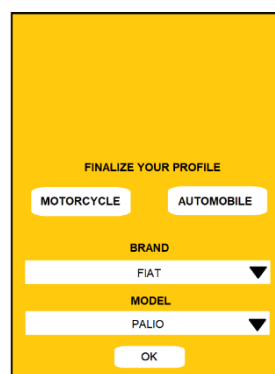 FINALIZE YOUR PROFILE
MOTORCYCLE AUTOMOBILE
BRAND
FIAT
MODEL
PALIO
OK